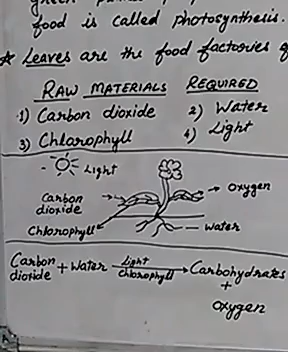 food is called photosynthesis.
* Leaves are the food factories
RAW MATERIALS REQUIRED
1) Carbon dioxide 2) Water
3) Chlorophyll 4) Light
- Light
Carbon dioxide
Oxygen
Chlorophyll
Water
Carbon dioxide + Water Light Chlorophyll → Carbohydrates
+
Oxygen